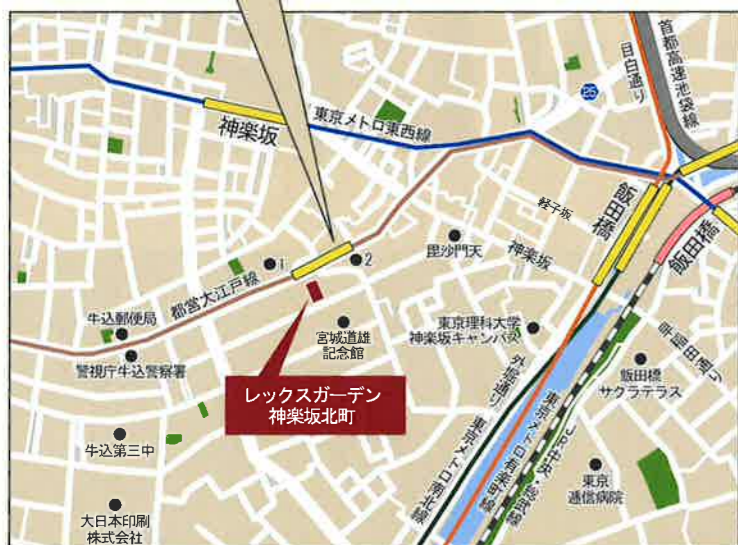 首都高速池袋線
目白通り
25
東京メトロ東西線
神楽坂
飯田橋
飯田橋
軽子坂
毘沙門天
神楽坂
1
2
都営大江戸線
牛込郵便局
警視庁牛込警察署
宮城道雄
記念館
東京理科大学
神楽坂キャンパス
早稲田通り
外堀通り
飯田橋
サクラテラス
レックスガーデン
神楽坂北町
東京メトロ南北線
東京メトロ有楽町線
JR中央・総武線
牛込第三中
東京
逓信病院
大日本印刷
株式会社